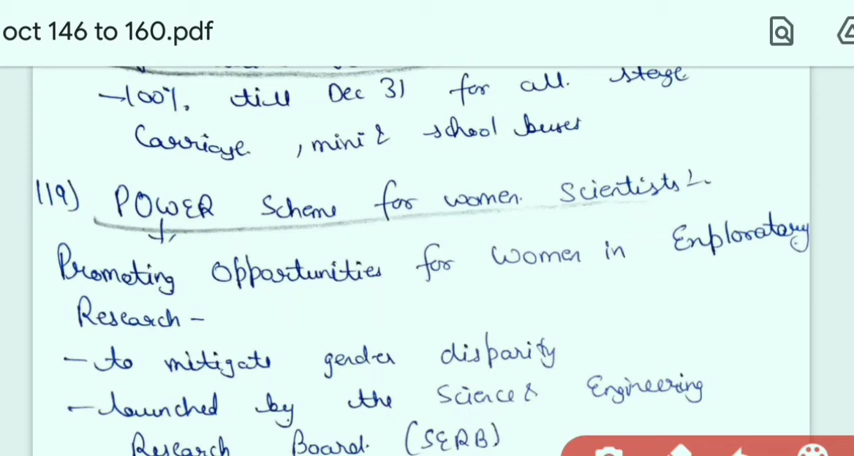 oct 146 to 160.pdf
→100% till Dec 31 for all stage
Carriage, mini & school buses
119) POWER Scheme for women Scientists:-
Promoting Opportunities for women in Exploratory
Research -
- to mitigate gender disparity
- launched by the Science & Engineering
Research Board. (SERB)